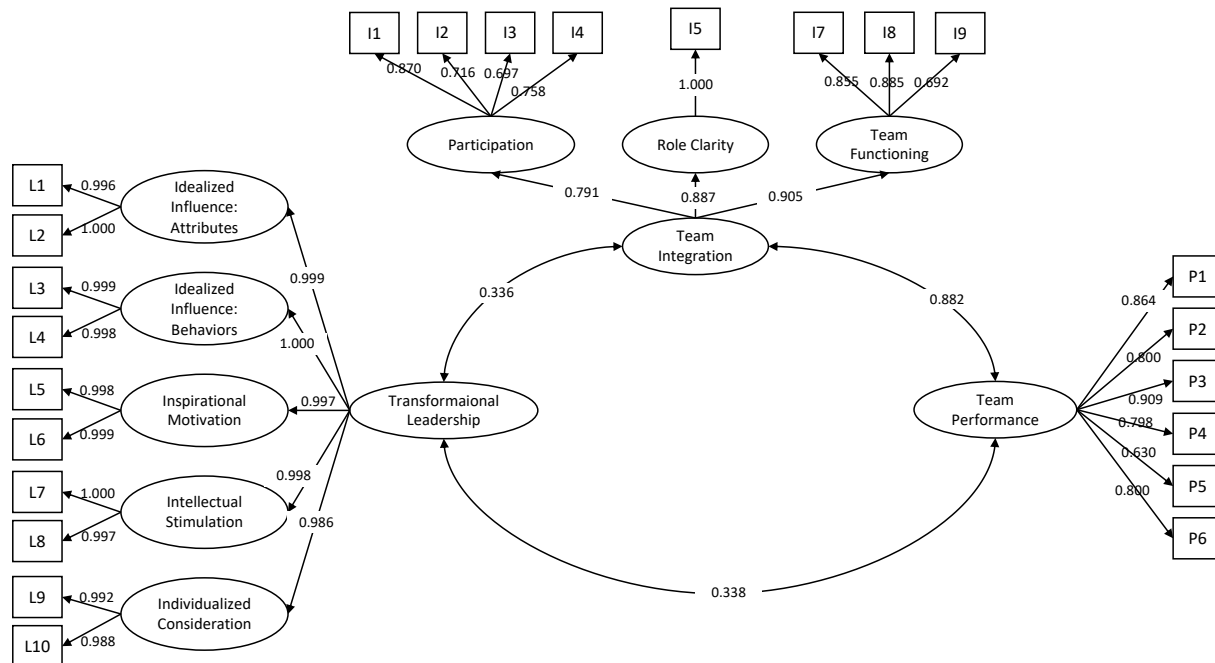 I1
I2
I3
I4
I5
I7
I8
I9
0.870
0.716
0.697
0.758
1.000
0.855
0.885
0.692
Participation
Role Clarity
Team
Functioning
0.791
0.887
0.905
Team
Integration
L1
L2
0.996
1.000
Idealized
Influence:
Attributes
L3
L4
0.999
0.998
Idealized
Influence:
Behaviors
L5
L6
0.998
0.999
Inspirational
Motivation
L7
L8
1.000
0.997
Intellectual
Stimulation
L9
L10
0.992
0.988
Individualized
Consideration
0.999
1.000
0.997
0.998
0.986
Transformaional
Leadership
0.336
0.882
0.338
Team
Performance
0.864
0.800
0.909
0.798
0.630
0.800
P1
P2
P3
P4
P5
P6